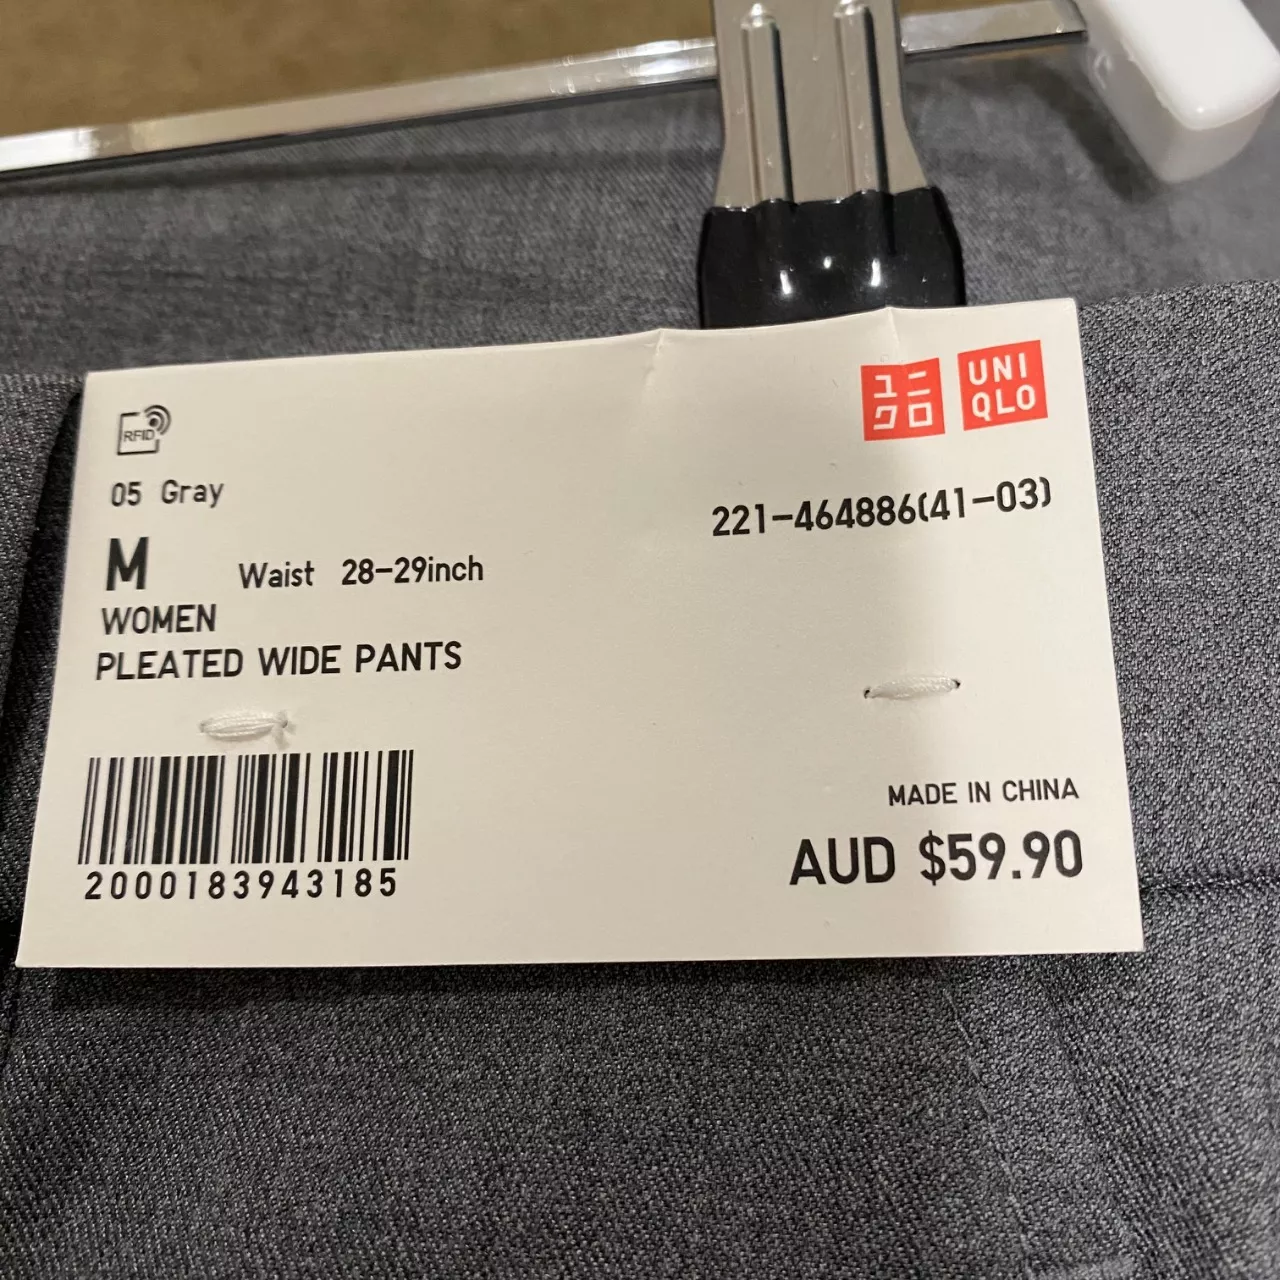 ユニ
クロ
UNI
QLO
RFID
05 Gray
221-464886(41-03)
M Waist 28-29inch
WOMEN
PLEATED WIDE PANTS
2000183943185
MADE IN CHINA
AUD $59.90